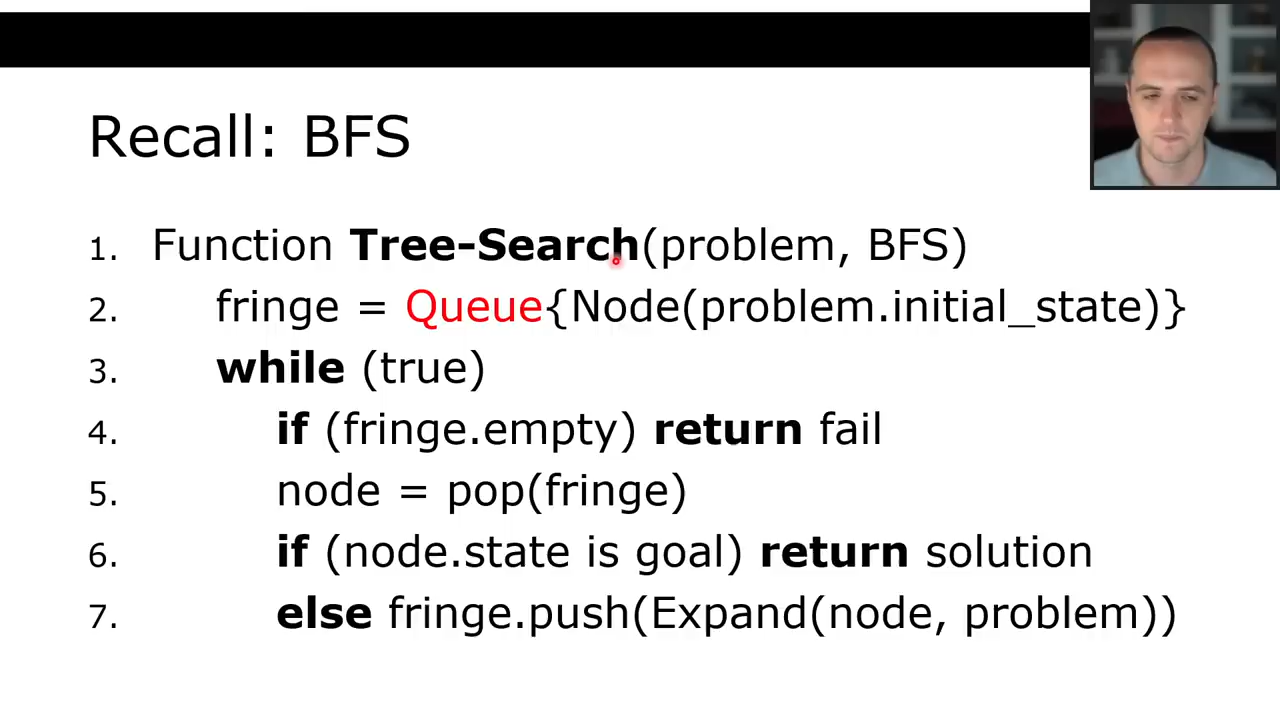 Recall: BFS
1. Function Tree-Search(problem, BFS)
2. fringe = Queue{Node(problem.initial_state)}
3. while (true)
4. if (fringe.empty) return fail
5. node = pop(fringe)
6. if (node.state is goal) return solution
7. else fringe.push(Expand(node, problem))